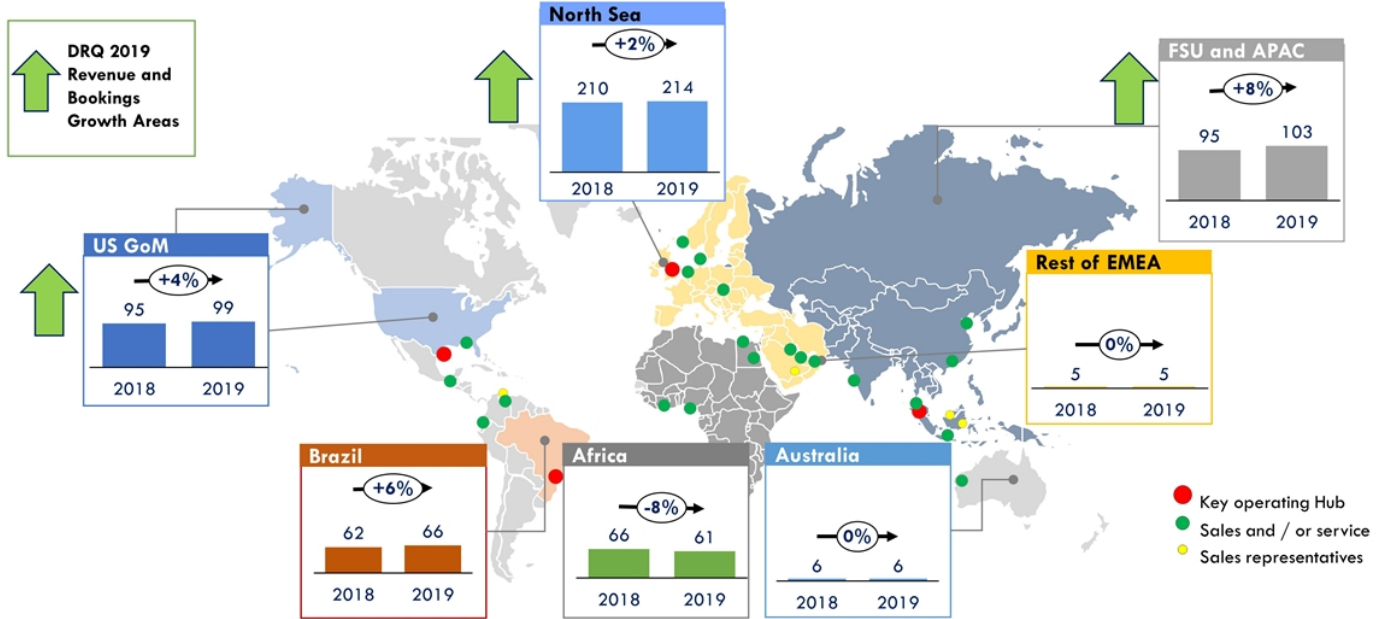 DRQ 2019
Revenue and
Bookings
Growth Areas
North Sea
+2%
210 214
2018 2019
FSU and APAC
+8%
95 103
2018 2019
US GoM
+4%
95 99
2018 2019
Rest of EMEA
0%
5 5
2018 2019
Brazil
+6%
62 66
2018 2019
Africa
-8%
66 61
2018 2019
Australia
0%
6 6
2018 2019
Key operating Hub
Sales and / or service
Sales representatives